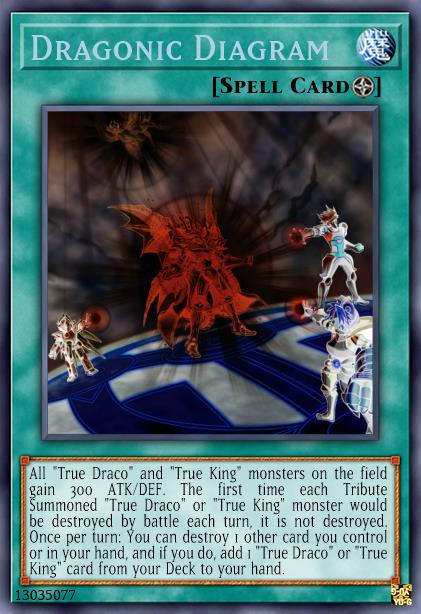 Dragonic Diagram
魔
[Spell Card]
All "True Draco" and "True King" monsters on the field
gain 300 ATK/DEF. The first time each Tribute
Summoned "True Draco" or "True King" monster would
be destroyed by battle each turn, it is not destroyed.
Once per turn: You can destroy 1 other card you control
or in your hand, and if you do, add 1 "True Draco" or "True
King" card from your Deck to your hand.
13035077